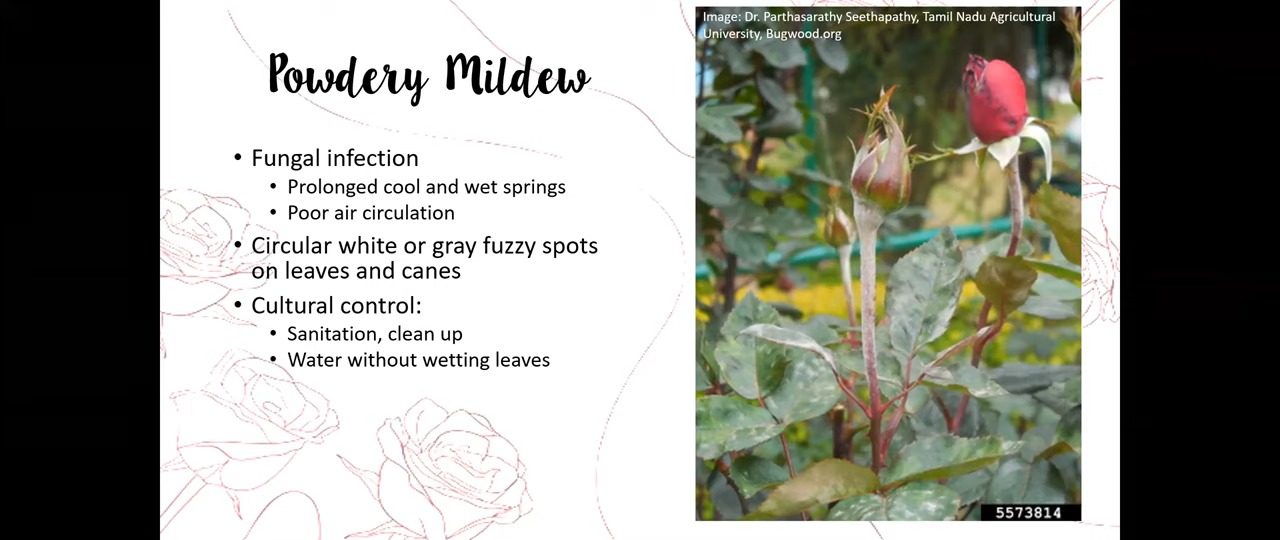 Image: Dr. Parthasarathy Seethapathy, Tamil Nadu Agricultural
University, Bugwood.org
Powdery Mildew
• Fungal infection
• Prolonged cool and wet springs
• Poor air circulation
• Circular white or gray fuzzy spots
on leaves and canes
• Cultural control:
• Sanitation, clean up
• Water without wetting leaves
5573814